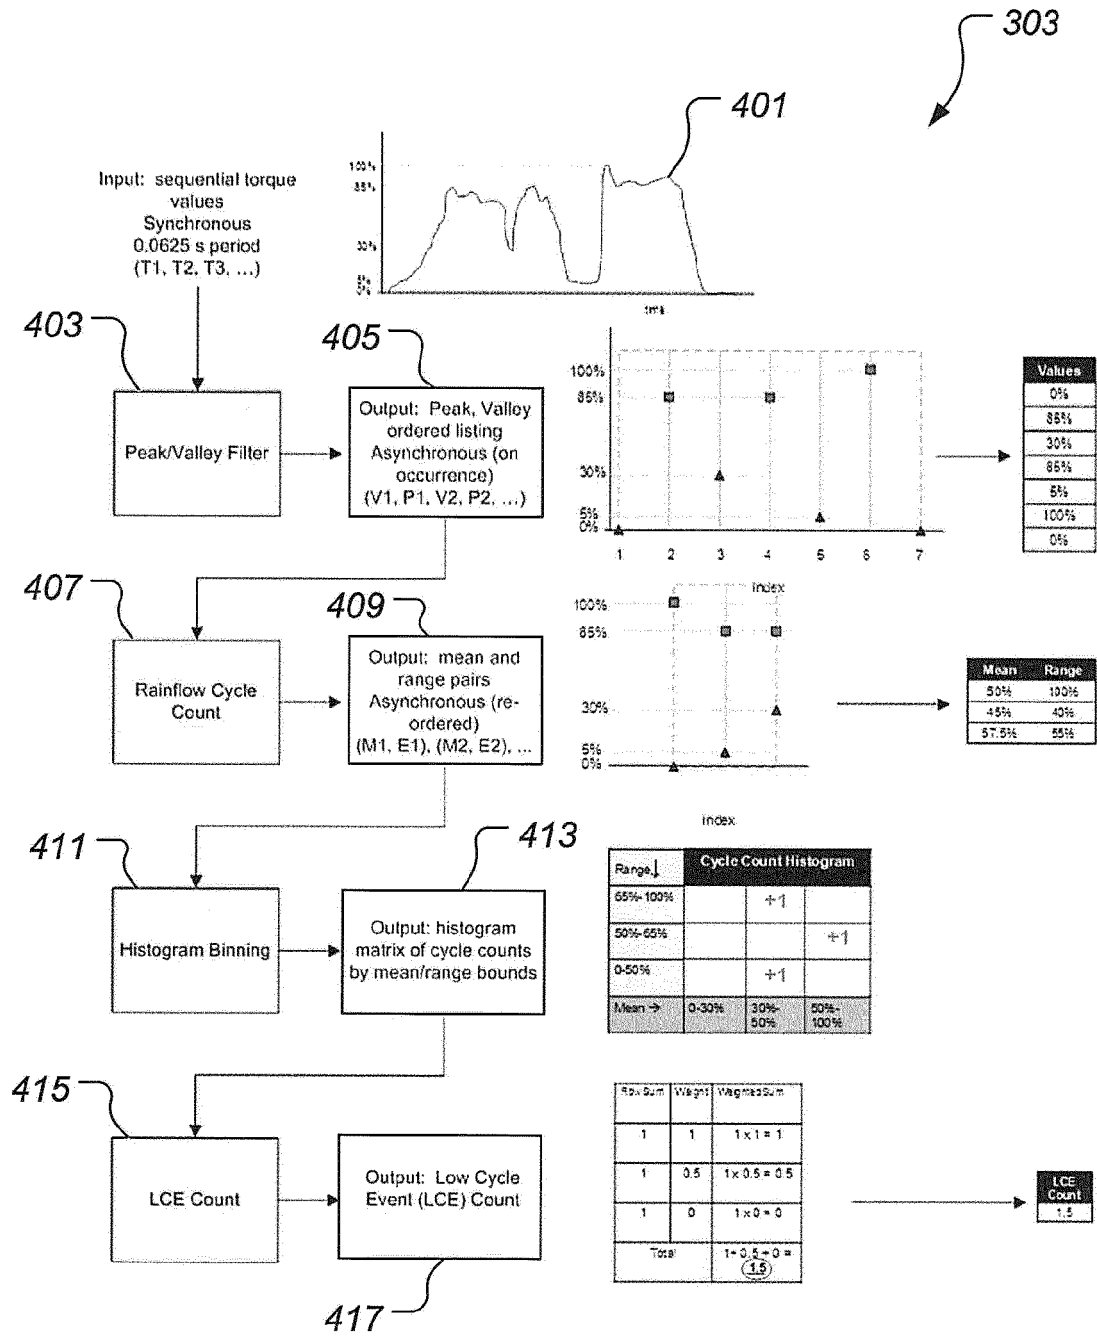 303
401
Input: sequential torque
values
Synchronous
0.0625 s period
(T1, T2, T3, ...)
100%
85%
30%
5%
0%
time
403
Peak/Valley Filter
405
Output: Peak, Valley
ordered listing
Asynchronous (on
occurrence)
(V1, P1, V2, P2, ...)
100%
85%
30%
5%
0%
1 2 3 4 5 6 7
Index
Values
0%
85%
30%
85%
5%
100%
0%
407
Rainflow Cycle
Count
409
Output: mean and
range pairs
Asynchronous (re-
ordered)
(M1, E1), (M2, E2), ...
100%
85%
30%
5%
0%
Index
Mean Range
50% 100%
45% 40%
57.5% 55%
411
Histogram Binning
413
Output: histogram
matrix of cycle counts
by mean/range bounds
Range↓ Cycle Count Histogram
65%-100% +1
50%-65% +1
0-50% +1
Mean → 0-30% 30%- 50%-
50% 100%
415
LCE Count
417
Output: Low Cycle
Event (LCE) Count
Row Sum Weight Weighted Sum
1 1 1 x 1 = 1
1 0.5 1 x 0.5 = 0.5
1 0 1 x 0 = 0
Total 1+ 0.5 + 0 =
1.5
LCE
Count
1.5